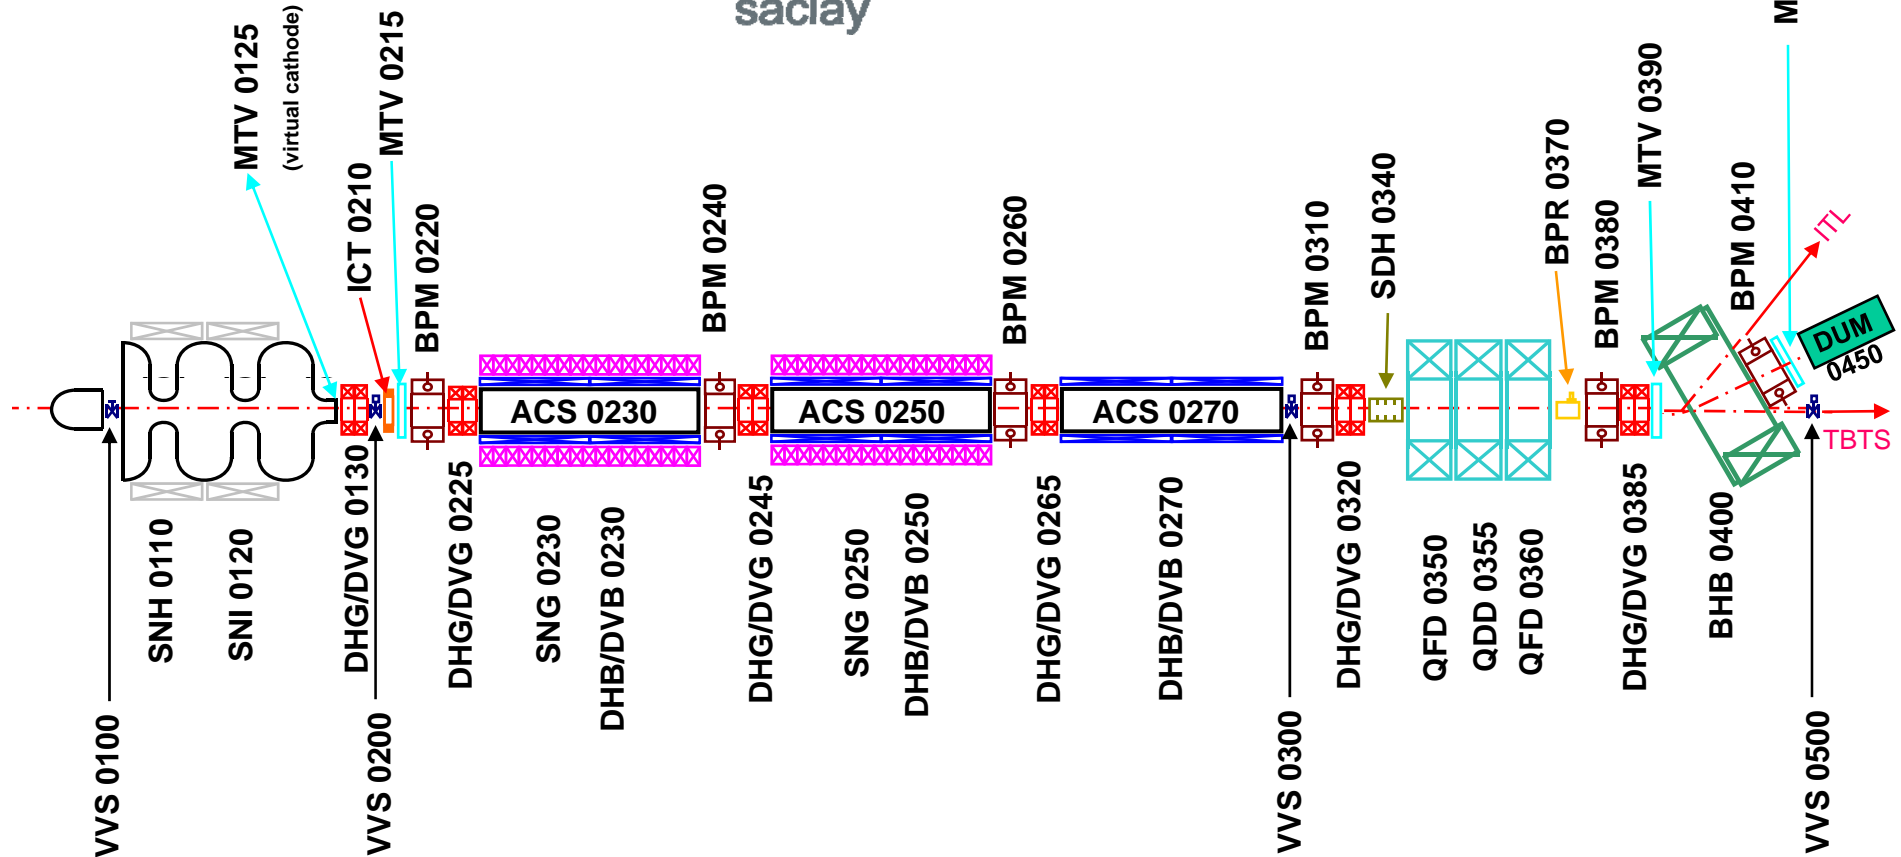 saclay
MTV 0125
(virtual cathode)
ICT 0210
MTV 0215
BPM 0220
BPM 0240
BPM 0260
BPM 0310
SDH 0340
BPR 0370
BPM 0380
MTV 0390
BPM 0410
M
ITL
DUM
0450
TBTS
ACS 0230
ACS 0250
ACS 0270
SNH 0110
SNI 0120
DHG/DVG 0130
DHG/DVG 0225
SNG 0230
DHB/DVB 0230
DHG/DVG 0245
SNG 0250
DHB/DVB 0250
DHG/DVG 0265
DHB/DVB 0270
DHG/DVG 0320
QFD 0350
QDD 0355
QFD 0360
DHG/DVG 0385
BHB 0400
VVS 0100
VVS 0200
VVS 0300
VVS 0500